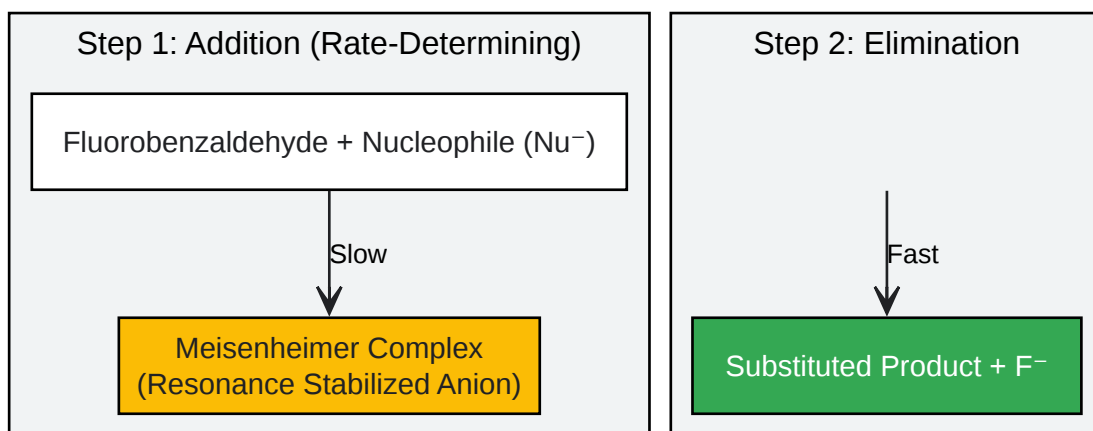 Step 1: Addition (Rate-Determining)
Fluorobenzaldehyde + Nucleophile (Nu⁻)
Slow
Meisenheimer Complex
(Resonance Stabilized Anion)
Step 2: Elimination
Fast
Substituted Product + F⁻